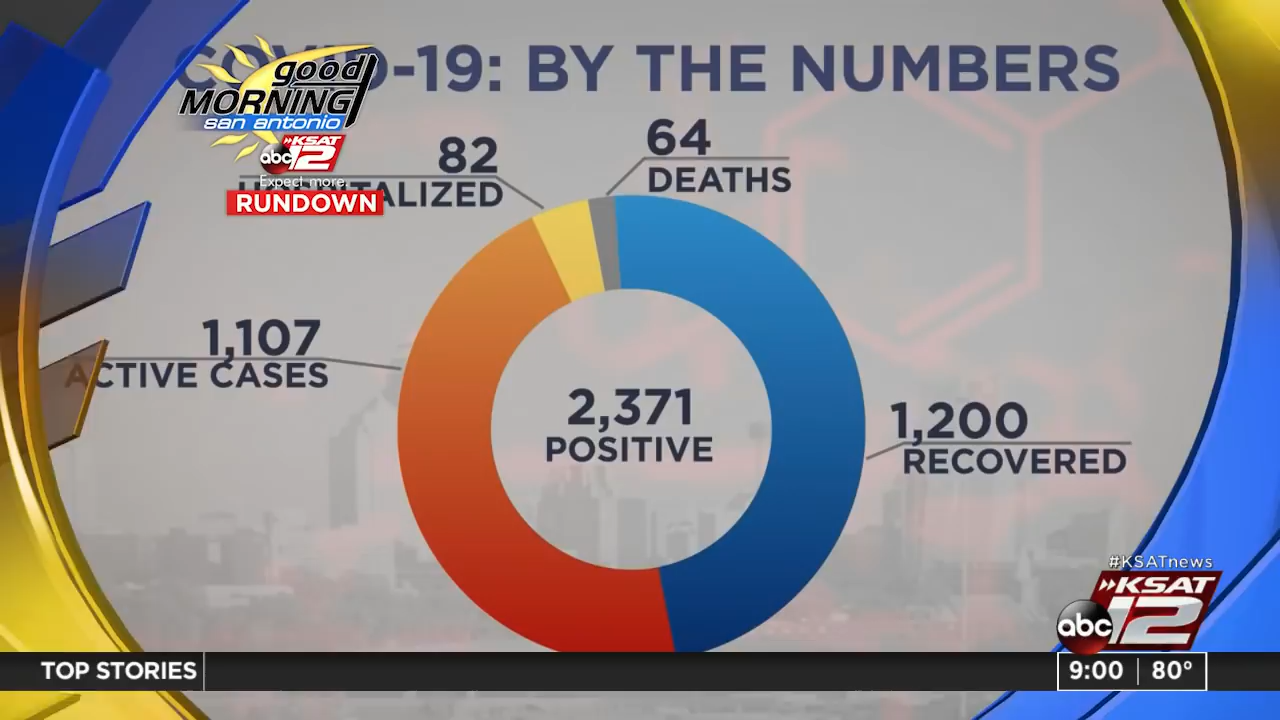 COVID-19: BY THE NUMBERS
good
MORNING
san antonio
KSAT
abc 12
Expect more.
RUNDOWN
82
HOSPITALIZED
64
DEATHS
1,107
ACTIVE CASES
2,371
POSITIVE
1,200
RECOVERED
#KSATnews
KSAT
abc 12
TOP STORIES
9:00 80°